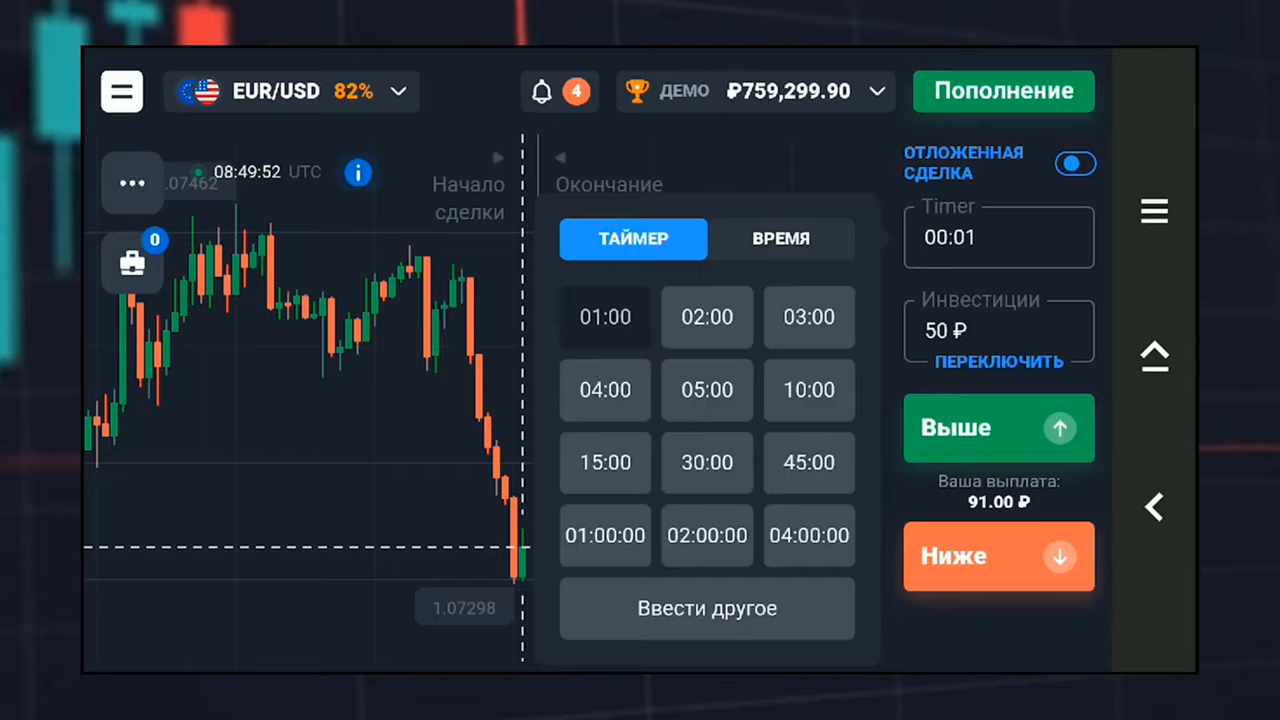 EUR/USD 82%
4
ДЕМО ₽759,299.90
Пополнение
08:49:52 UTC
i
.07462
Начало
сделки
Окончание
ОТЛОЖЕННАЯ
СДЕЛКА
Timer
00:01
0
ТАЙМЕР ВРЕМЯ
01:00 02:00 03:00
04:00 05:00 10:00
15:00 30:00 45:00
01:00:00 02:00:00 04:00:00
Ввести другое
Инвестиции
50 ₽
ПЕРЕКЛЮЧИТЬ
Выше
Ваша выплата:
91.00 ₽
Ниже
1.07298